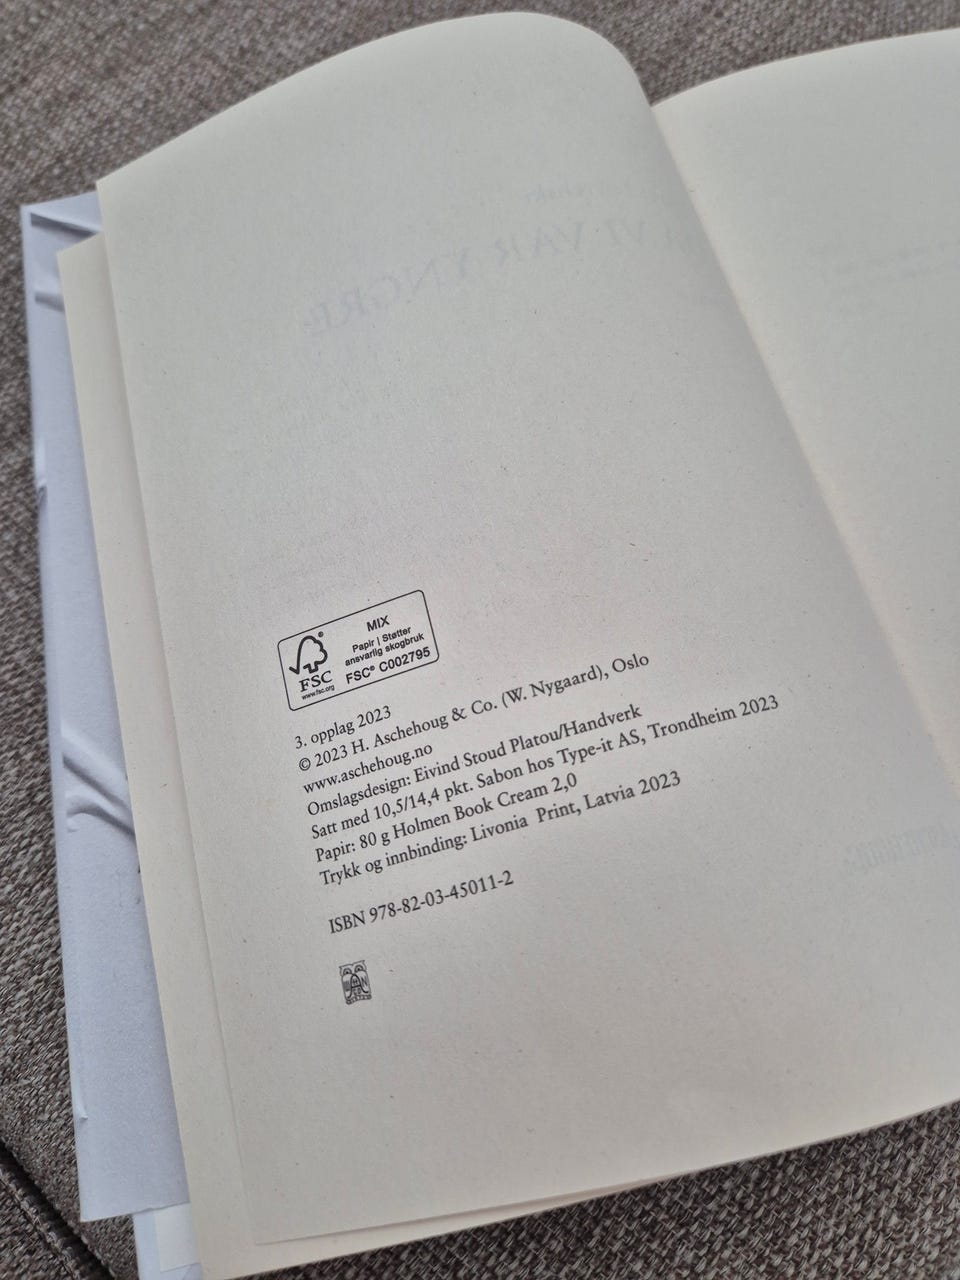 VI VAR YNGRE
FSC®
www.fsc.org
MIX
Papir | Støtter
ansvarlig skogbruk
FSC® C002795
3. opplag 2023
© 2023 H. Aschehoug & Co. (W. Nygaard), Oslo
www.aschehoug.no
Omslagsdesign: Eivind Stoud Platou/Handverk
Satt med 10,5/14,4 pkt. Sabon hos Type-it AS, Trondheim 2023
Papir: 80 g Holmen Book Cream 2,0
Trykk og innbinding: Livonia Print, Latvia 2023
ISBN 978-82-03-45011-2